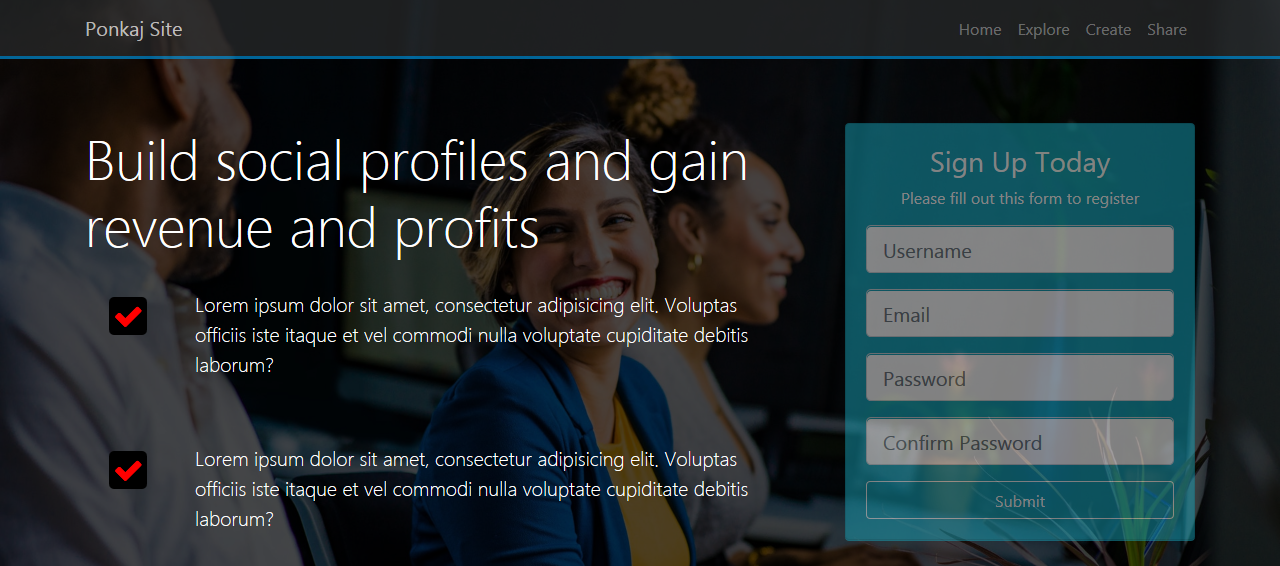 Ponkaj Site
Home Explore Create Share
Build social profiles and gain
revenue and profits
Lorem ipsum dolor sit amet, consectetur adipisicing elit. Voluptas
officiis iste itaque et vel commodi nulla voluptate cupiditate debitis
laborum?
Lorem ipsum dolor sit amet, consectetur adipisicing elit. Voluptas
officiis iste itaque et vel commodi nulla voluptate cupiditate debitis
laborum?
Sign Up Today
Please fill out this form to register
Username
Email
Password
Confirm Password
Submit